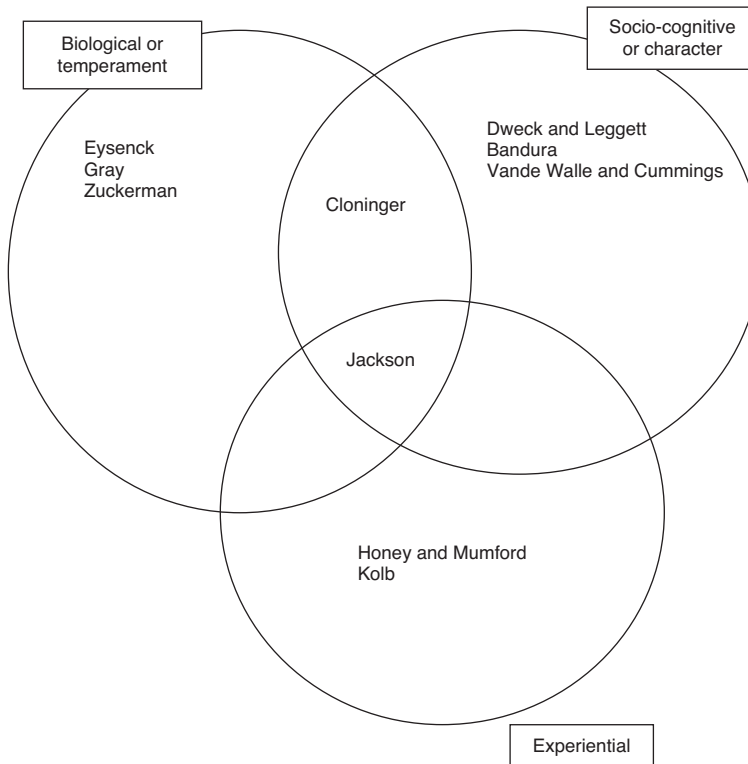 Biological or
temperament
Socio-cognitive
or character
Eysenck
Gray
Zuckerman
Dweck and Leggett
Bandura
Vande Walle and Cummings
Cloninger
Jackson
Honey and Mumford
Kolb
Experiential